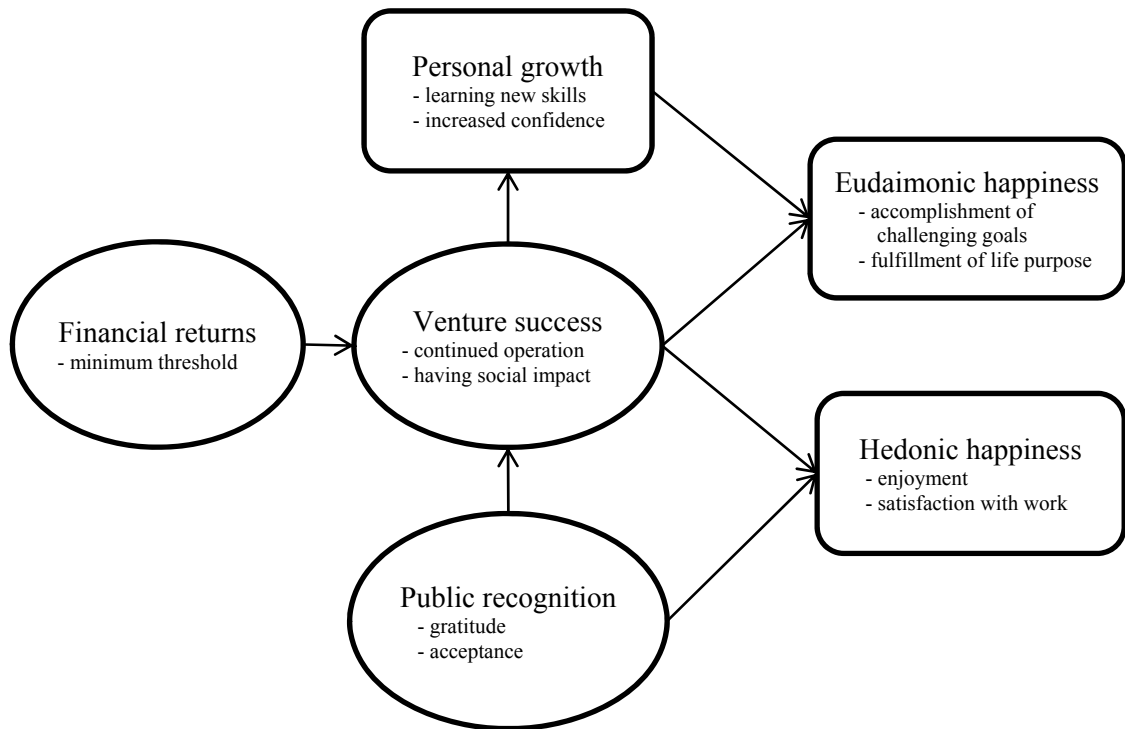 Personal growth
- learning new skills
- increased confidence
Eudaimonic happiness
- accomplishment of
challenging goals
- fulfillment of life purpose
Financial returns
- minimum threshold
Venture success
- continued operation
- having social impact
Hedonic happiness
- enjoyment
- satisfaction with work
Public recognition
- gratitude
- acceptance